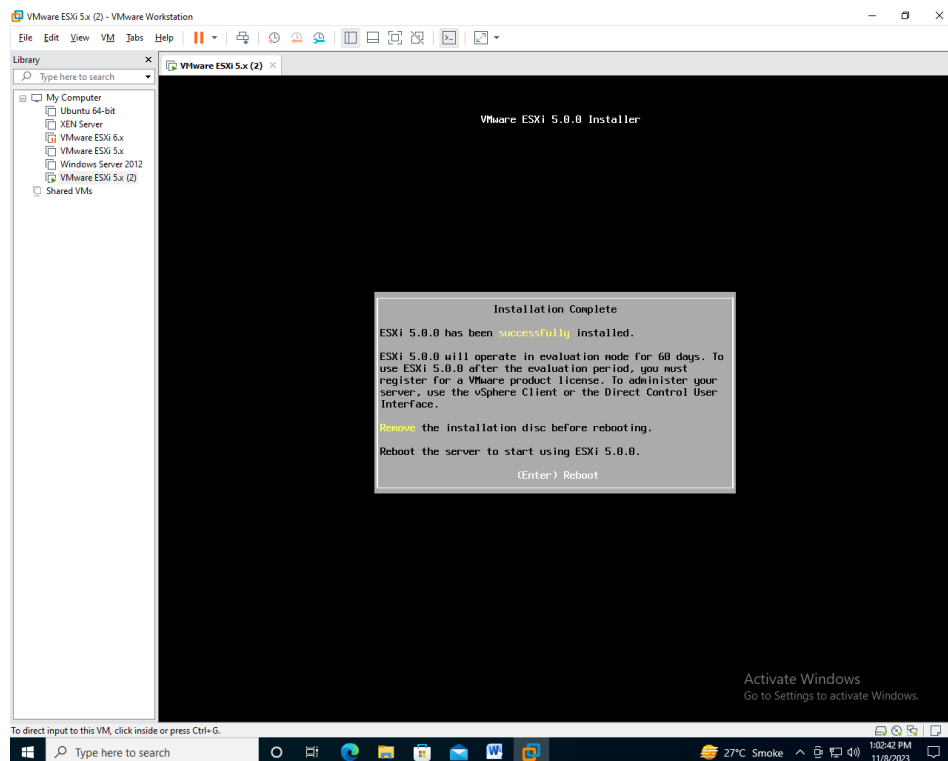 VMware ESXi 5.x (2) - VMware Workstation
File Edit View VM Tabs Help
Library
Type here to search
VMware ESXi 5.x (2)
My Computer
Ubuntu 64-bit
XEN Server
VMware ESXi 6.x
VMware ESXi 5.x
Windows Server 2012
VMware ESXi 5.x (2)
Shared VMs
VMware ESXi 5.0.0 Installer
Installation Complete
ESXi 5.0.0 has been successfully installed.
ESXi 5.0.0 will operate in evaluation mode for 60 days. To
use ESXi 5.0.0 after the evaluation period, you must
register for a VMware product license. To administer your
server, use the vSphere Client or the Direct Control User
Interface.
Remove the installation disc before rebooting.
Reboot the server to start using ESXi 5.0.0.
(Enter) Reboot
Activate Windows
Go to Settings to activate Windows.
To direct input to this VM, click inside or press Ctrl+G.
Type here to search
27°C Smoke
1:02:42 PM
11/8/2023